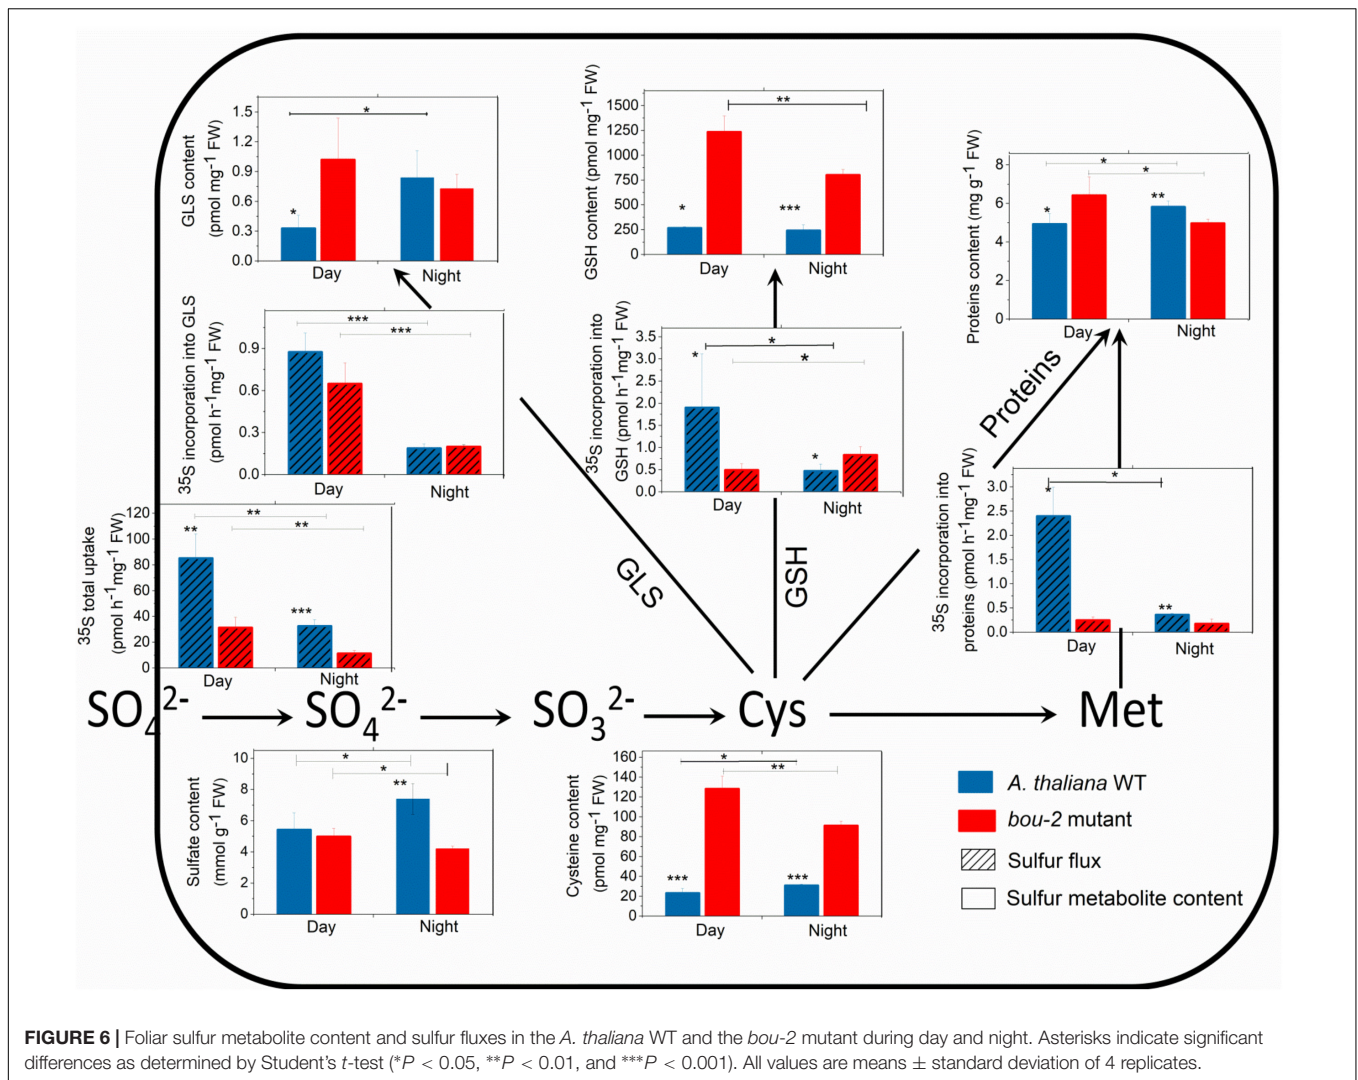 GLS content
(pmol mg⁻¹ FW)
1.5
1.2
0.9
0.6
0.3
0.0
*
*
Day
Night
GSH content (pmol mg⁻¹ FW)
1500
1250
1000
750
500
250
0
**
*
***
Day
Night
Proteins content (mg g⁻¹ FW)
8
6
4
2
0
*
*
*
**
Day
Night
³⁵S incorporation into GLS
(pmol h⁻¹mg⁻¹ FW)
0.9
0.6
0.3
0.0
***
***
Day
Night
³⁵S incorporation into
GSH (pmol h⁻¹mg⁻¹ FW)
3.5
3.0
2.5
2.0
1.5
1.0
0.5
0.0
*
*
*
*
Day
Night
Proteins
³⁵S incorporation into
proteins (pmol h⁻¹mg⁻¹ FW)
3.0
2.5
2.0
1.5
1.0
0.5
0.0
*
*
**
Day
Night
³⁵S total uptake
(pmol h⁻¹mg⁻¹ FW)
120
100
80
60
40
20
0
**
**
**
***
Day
Night
GLS
GSH
SO₄²⁻
SO₄²⁻
SO₃²⁻
Cys
Met
Sulfate content
(mmol g⁻¹ FW)
10
8
6
4
2
0
*
*
**
Day
Night
Cysteine content
(pmol mg⁻¹ FW)
160
140
120
100
80
60
40
20
0
*
**
***
***
Day
Night
A. thaliana WT
bou-2 mutant
Sulfur flux
Sulfur metabolite content
FIGURE 6 | Foliar sulfur metabolite content and sulfur fluxes in the A. thaliana WT and the bou-2 mutant during day and night. Asterisks indicate significant
differences as determined by Student's t-test (*P < 0.05, **P < 0.01, and ***P < 0.001). All values are means ± standard deviation of 4 replicates.